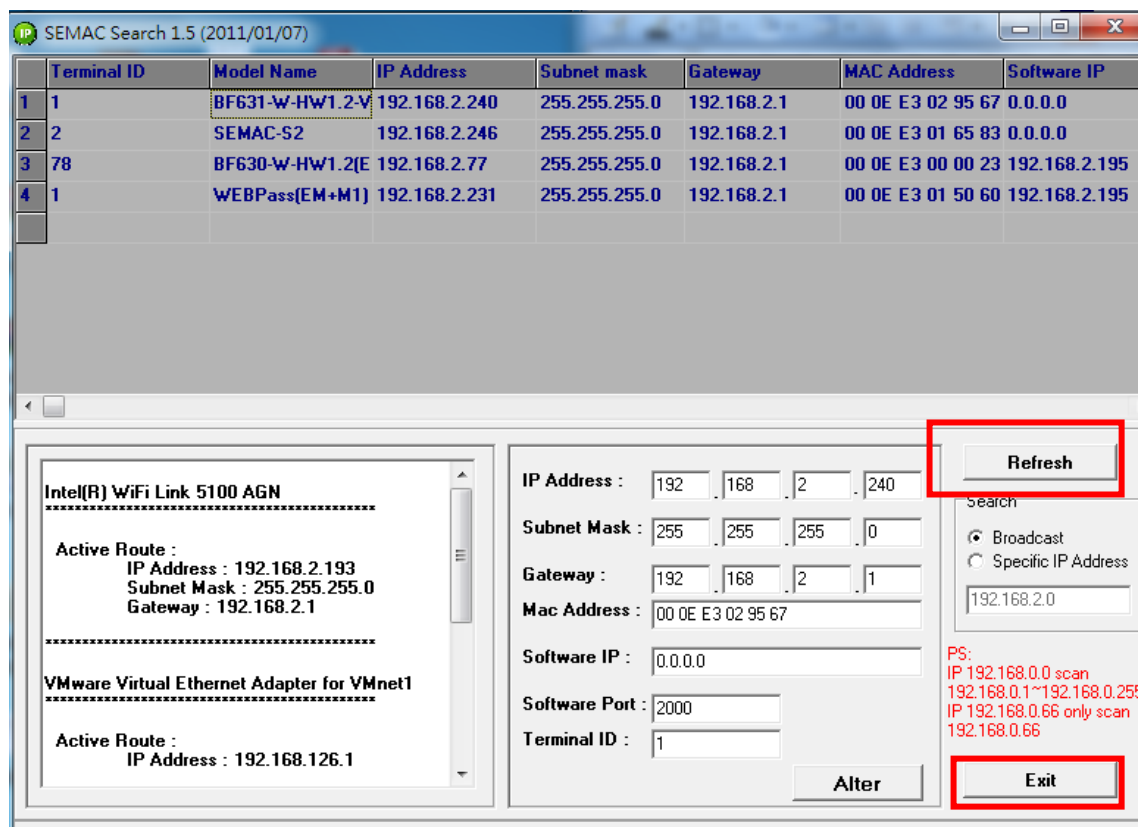 SEMAC Search 1.5 (2011/01/07)
Terminal ID Model Name IP Address Subnet mask Gateway MAC Address Software IP
1 1 BF631-W-HW1.2-V 192.168.2.240 255.255.255.0 192.168.2.1 00 0E E3 02 95 67 0.0.0.0
2 2 SEMAC-S2 192.168.2.246 255.255.255.0 192.168.2.1 00 0E E3 01 65 83 0.0.0.0
3 78 BF630-W-HW1.2(E 192.168.2.77 255.255.255.0 192.168.2.1 00 0E E3 00 00 23 192.168.2.195
4 1 WEBPass(EM+M1) 192.168.2.231 255.255.255.0 192.168.2.1 00 0E E3 01 50 60 192.168.2.195
Intel(R) WiFi Link 5100 AGN
Active Route :
IP Address : 192.168.2.193
Subnet Mask : 255.255.255.0
Gateway : 192.168.2.1
VMware Virtual Ethernet Adapter for VMnet1
Active Route :
IP Address : 192.168.126.1
IP Address : 192 . 168 . 2 . 240
Subnet Mask : 255 . 255 . 255 . 0
Gateway : 192 . 168 . 2 . 1
Mac Address : 00 0E E3 02 95 67
Software IP : 0.0.0.0
Software Port : 2000
Terminal ID : 1
Alter
Refresh
Search
Broadcast
Specific IP Address
192.168.2.0
PS:
IP 192.168.0.0 scan
192.168.0.1~192.168.0.255
IP 192.168.0.66 only scan
192.168.0.66
Exit